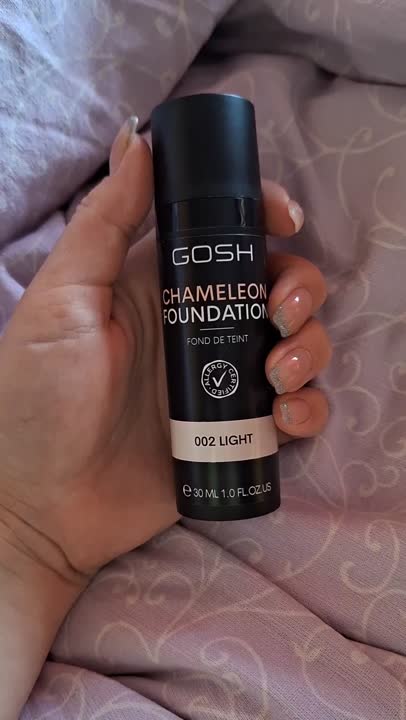 GOSH
CHAMELEON
FOUNDATION
FOND DE TEINT
ALLERGY CERTIFIED
002 LIGHT
℮ 30 ML 1.0 FL.OZ.US